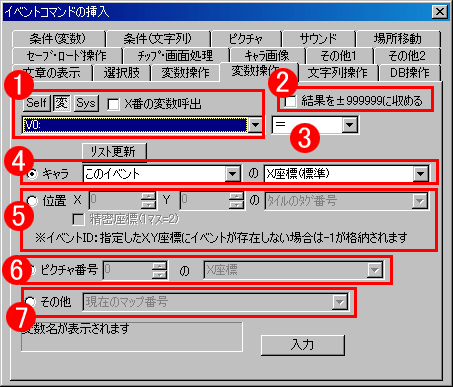 イベントコマンドの挿入
条件(変数) 条件(文字列) ピクチャ サウンド 場所移動
セーブ・ロード操作 チップ・画面処理 キャラ画像 その他1 その他2
文章の表示 選択肢 変数操作 変数操作+ 文字列操作 DB操作
1 2
Self 変 Sys X番の変数呼出 結果を±999999に収める
V0: =
3
リスト更新
4 キャラ このイベント の X座標(標準)
5 位置 X 0 Y 0 の タイルのタグ番号
精密座標(1マス=2)
※イベントID:指定したX,Y座標にイベントが存在しない場合は-1が格納されます
6 ピクチャ番号 0 の X座標
7 その他 現在のマップ番号
変数名が表示されます
入力